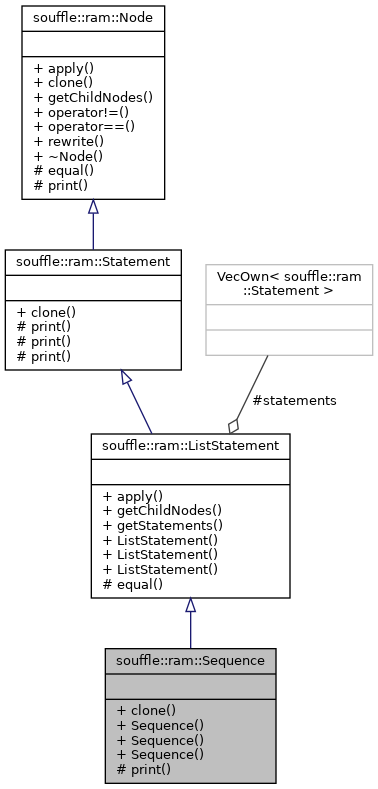 souffle::ram::Node
+ apply()
+ clone()
+ getChildNodes()
+ operator!=()
+ operator==()
+ rewrite()
+ ~Node()
# equal()
# print()
souffle::ram::Statement
+ clone()
# print()
# print()
# print()
VecOwn< souffle::ram
::Statement >
#statements
souffle::ram::ListStatement
+ apply()
+ getChildNodes()
+ getStatements()
+ ListStatement()
+ ListStatement()
+ ListStatement()
# equal()
souffle::ram::Sequence
+ clone()
+ Sequence()
+ Sequence()
+ Sequence()
# print()